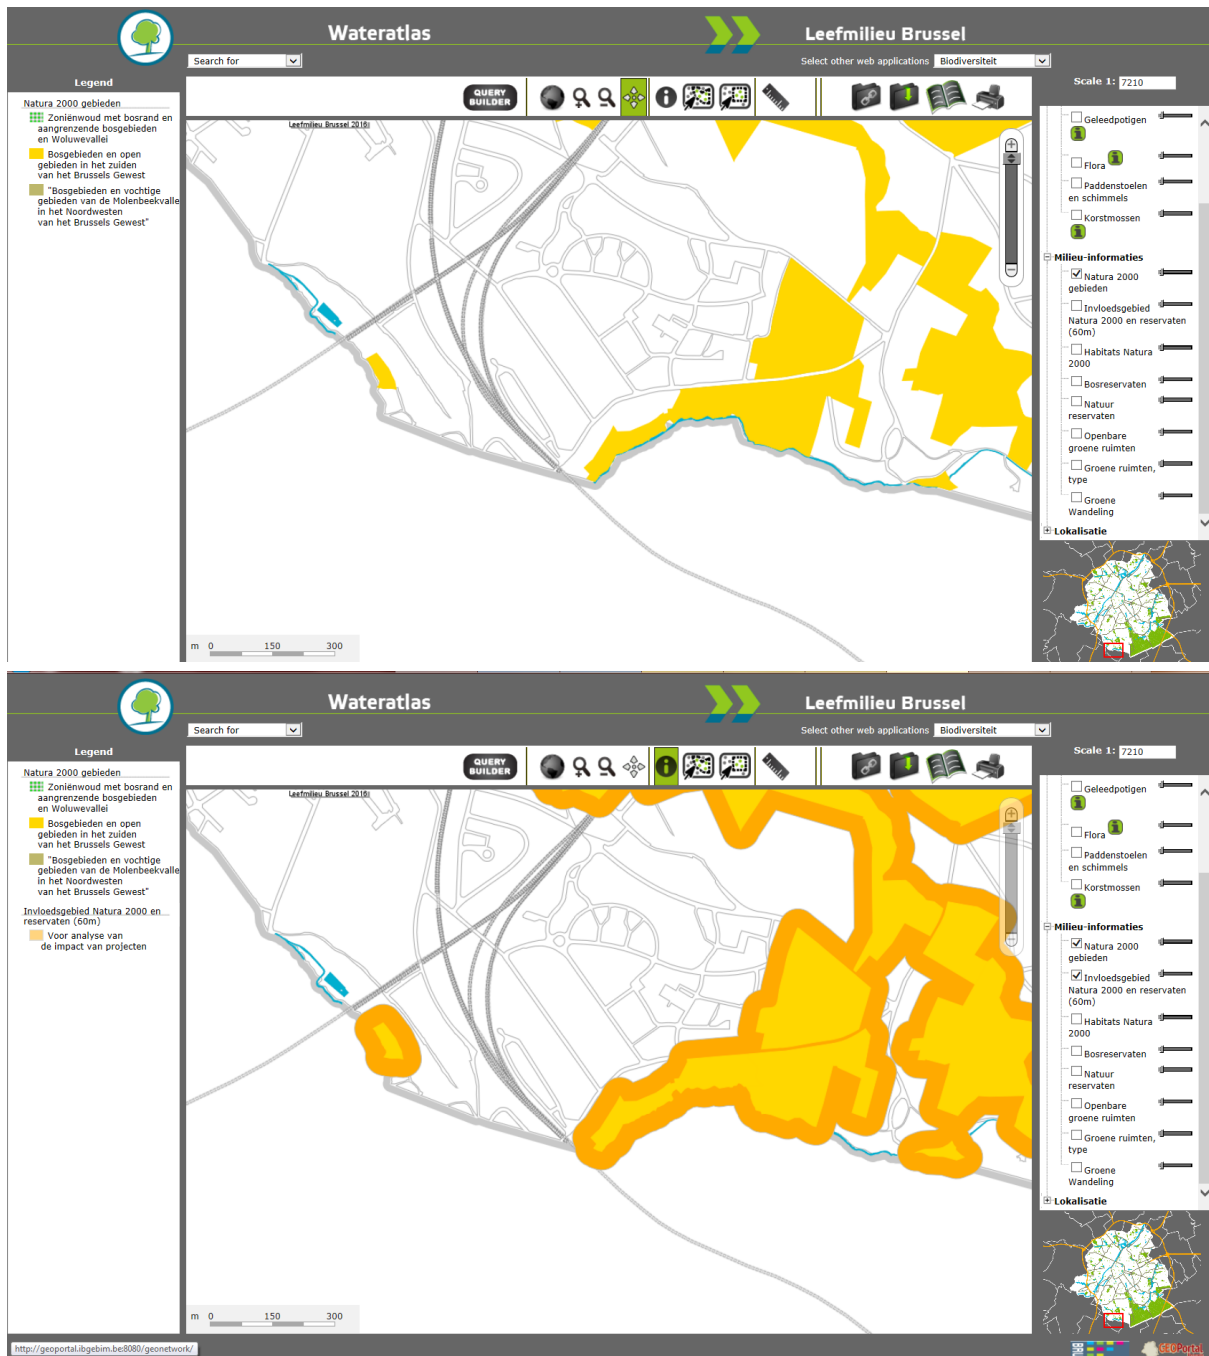 Wateratlas
Leefmilieu Brussel
Search for
Select other web applications Biodiversiteit
Legend
Scale 1: 7210
Natura 2000 gebieden
Zoniënwoud met bosrand en
aangrenzende bosgebieden
en Woluwevallei
Bosgebieden en open
gebieden in het zuiden
van het Brussels Gewest
"Bosgebieden en vochtige
gebieden van de Molenbeekvalle
in het Noordwesten
van het Brussels Gewest"
QUERY
BUILDER
Leefmilieu Brussel 2016
Geleedpotigen
Flora
Paddenstoelen
en schimmels
Korstmossen
Milieu-informaties
Natura 2000
gebieden
Invloedsgebied
Natura 2000 en reservaten
(60m)
Habitats Natura
2000
Bosreservaten
Natuur
reservaten
Openbare
groene ruimten
Groene ruimten,
type
Groene
Wandeling
Lokalisatie
m 0 150 300
Wateratlas
Leefmilieu Brussel
Search for
Select other web applications Biodiversiteit
Legend
Scale 1: 7210
Natura 2000 gebieden
Zoniënwoud met bosrand en
aangrenzende bosgebieden
en Woluwevallei
Bosgebieden en open
gebieden in het zuiden
van het Brussels Gewest
"Bosgebieden en vochtige
gebieden van de Molenbeekvalle
in het Noordwesten
van het Brussels Gewest"
Invloedsgebied Natura 2000 en
reservaten (60m)
Voor analyse van
de impact van projecten
QUERY
BUILDER
Leefmilieu Brussel 2016
Geleedpotigen
Flora
Paddenstoelen
en schimmels
Korstmossen
Milieu-informaties
Natura 2000
gebieden
Invloedsgebied
Natura 2000 en reservaten
(60m)
Habitats Natura
2000
Bosreservaten
Natuur
reservaten
Openbare
groene ruimten
Groene ruimten,
type
Groene
Wandeling
Lokalisatie
m 0 150 300
http://geoportal.ibgebim.be:8080/geonetwork/
BRU
GEOPortal